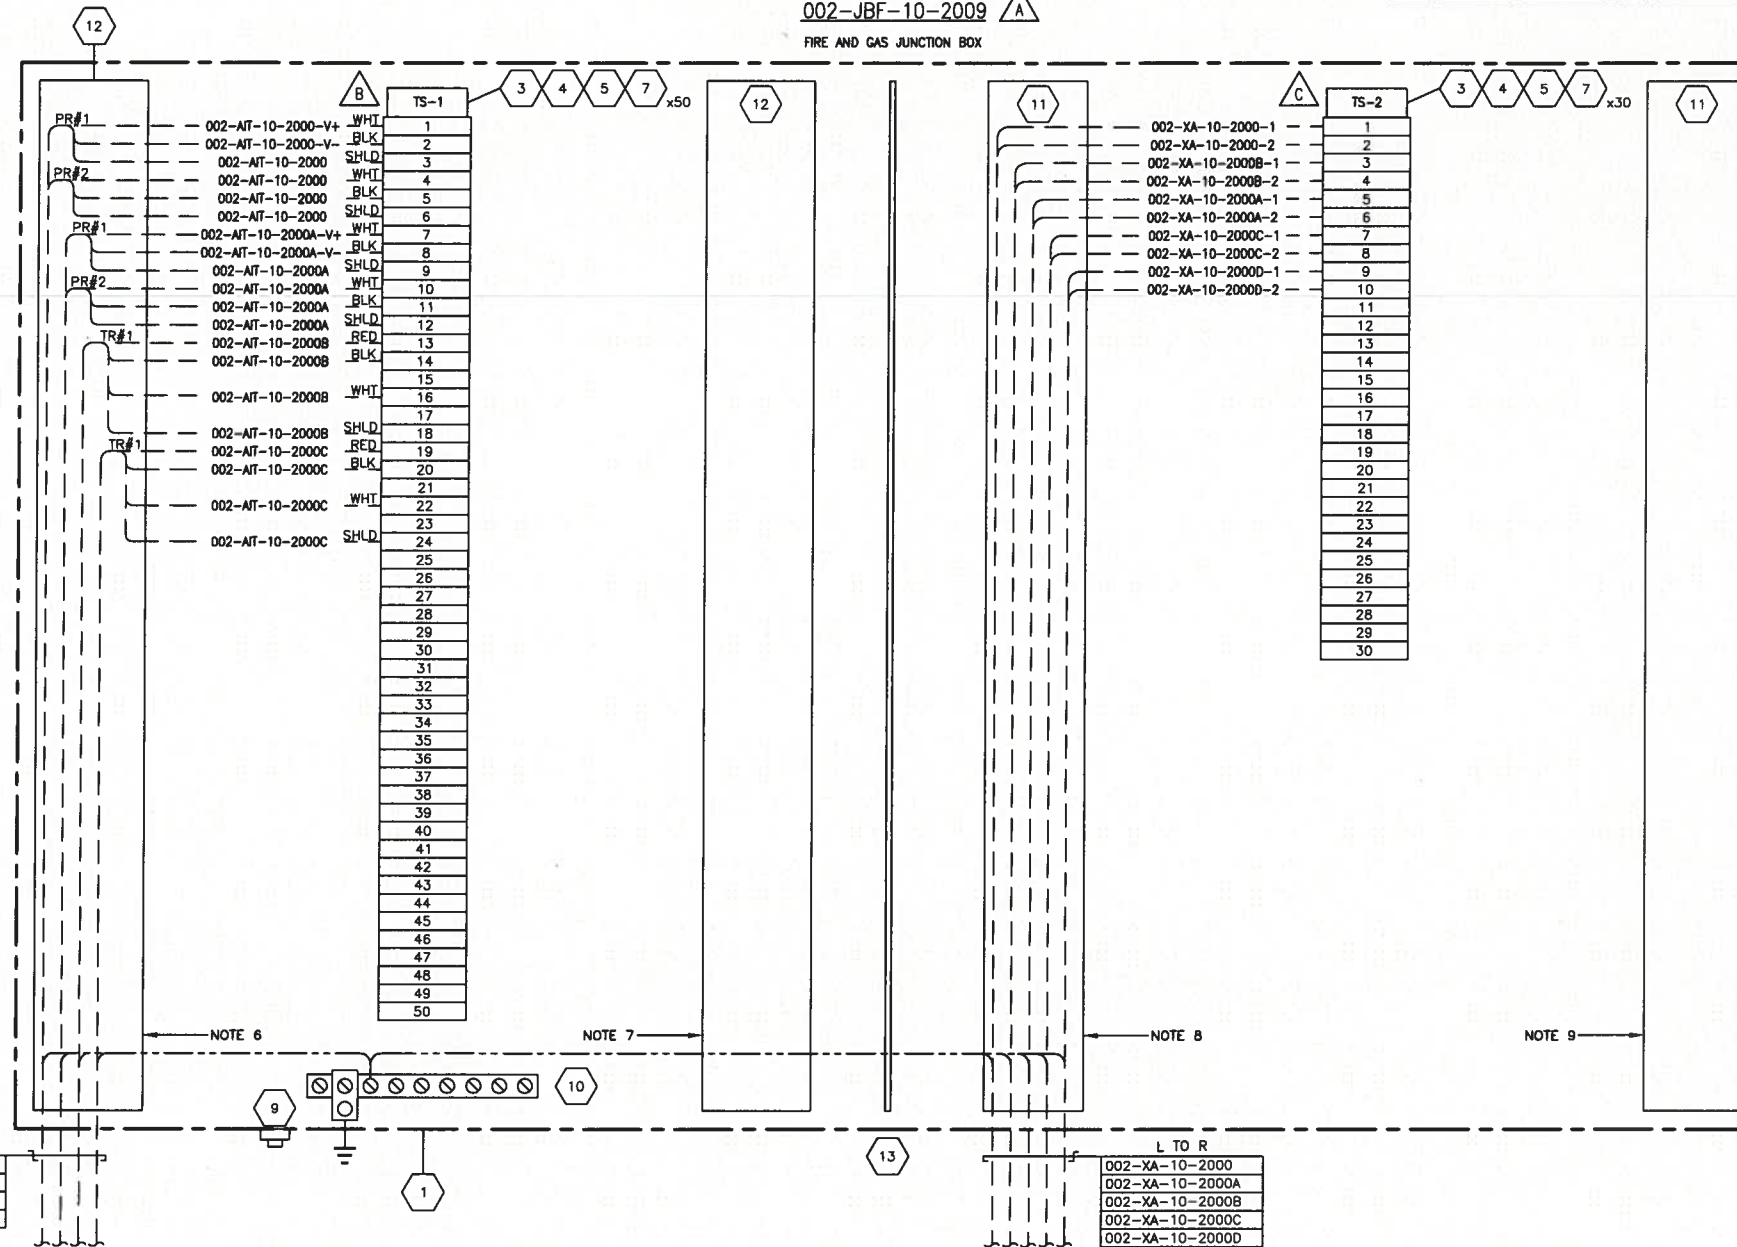 002-JBF-10-2009 A
FIRE AND GAS JUNCTION BOX
12
B
TS-1
3 4 5 7 x50
12
11
C
TS-2
3 4 5 7 x30
11
PR#1 002-AIT-10-2000-V+ WHT 1
002-AIT-10-2000-V- BLK 2
002-AIT-10-2000 SHLD 3
PR#2 002-AIT-10-2000 WHT 4
002-AIT-10-2000 BLK 5
002-AIT-10-2000 SHLD 6
PR#1 002-AIT-10-2000A-V+ WHT 7
002-AIT-10-2000A-V- BLK 8
002-AIT-10-2000A SHLD 9
PR#2 002-AIT-10-2000A WHT 10
002-AIT-10-2000A BLK 11
002-AIT-10-2000A SHLD 12
TR#1 002-AIT-10-2000B RED 13
002-AIT-10-2000B BLK 14
15
002-AIT-10-2000B WHT 16
17
002-AIT-10-2000B SHLD 18
TR#1 002-AIT-10-2000C RED 19
002-AIT-10-2000C BLK 20
21
002-AIT-10-2000C WHT 22
23
002-AIT-10-2000C SHLD 24
25
26
27
28
29
30
31
32
33
34
35
36
37
38
39
40
41
42
43
44
45
46
47
48
49
50
002-XA-10-2000-1 1
002-XA-10-2000-2 2
002-XA-10-2000B-1 3
002-XA-10-2000B-2 4
002-XA-10-2000A-1 5
002-XA-10-2000A-2 6
002-XA-10-2000C-1 7
002-XA-10-2000C-2 8
002-XA-10-2000D-1 9
002-XA-10-2000D-2 10
11
12
13
14
15
16
17
18
19
20
21
22
23
24
25
26
27
28
29
30
NOTE 6
NOTE 7
NOTE 8
NOTE 9
9
10
1
13
L TO R
002-XA-10-2000
002-XA-10-2000A
002-XA-10-2000B
002-XA-10-2000C
002-XA-10-2000D